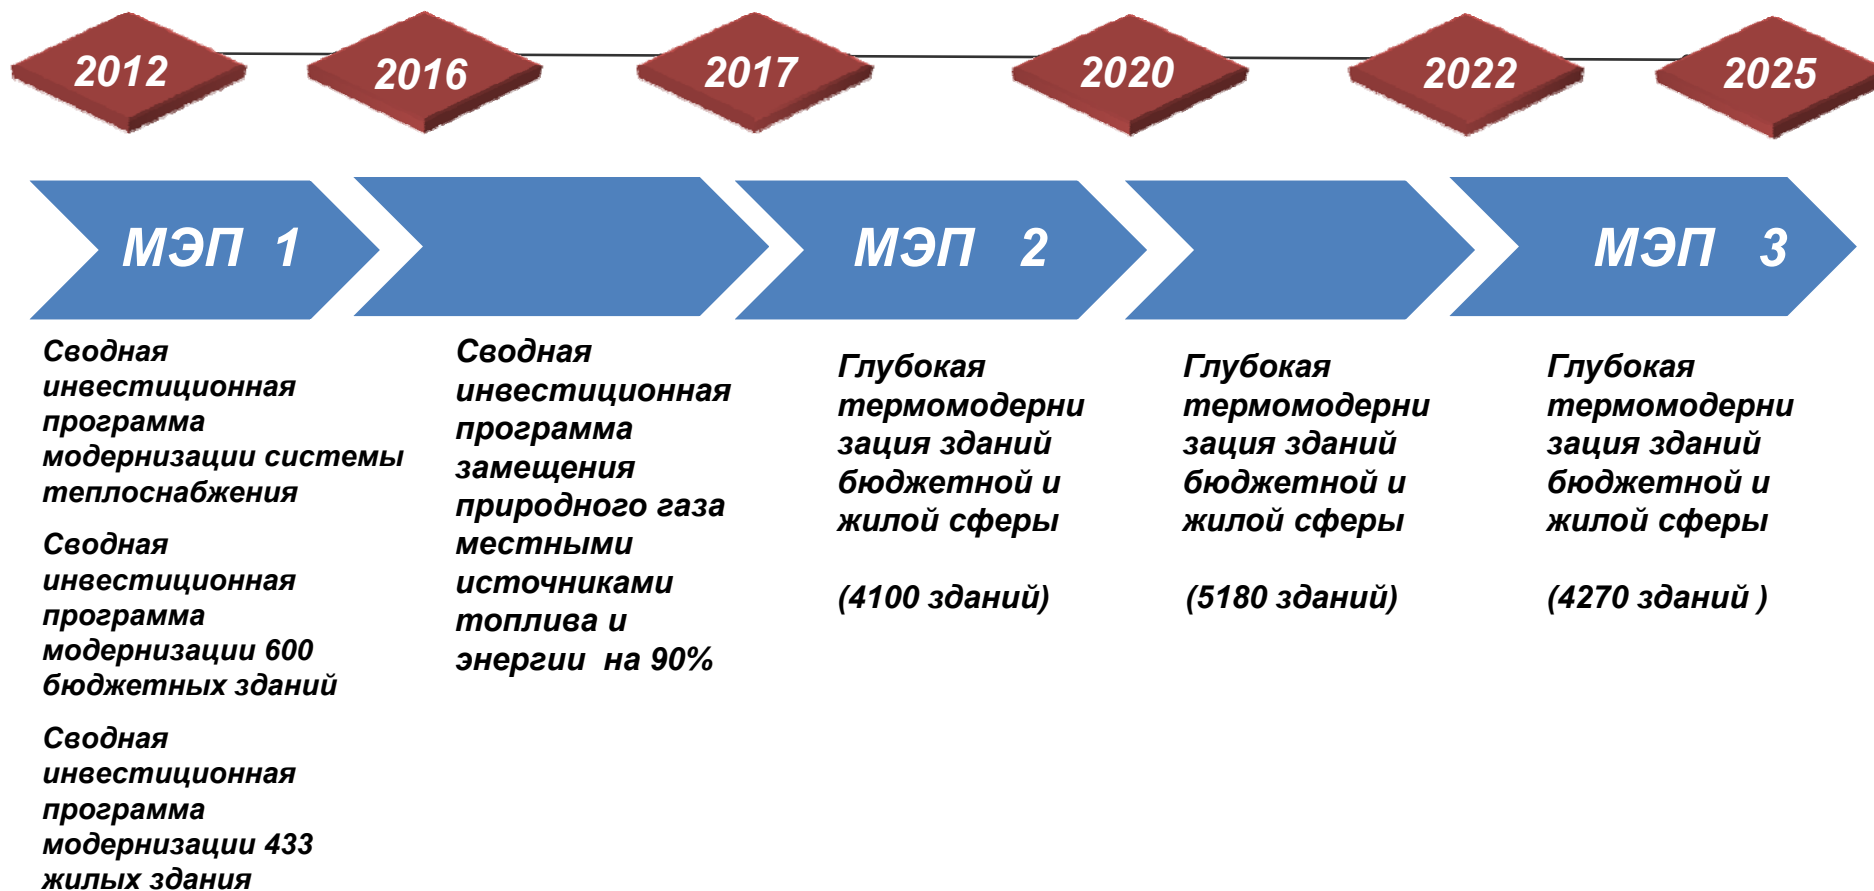 2012
2016
2017
2020
2022
2025
МЭП 1
МЭП 2
МЭП 3
Сводная
инвестиционная
программа
модернизации системы
теплоснабжения
Сводная
инвестиционная
программа
модернизации 600
бюджетных зданий
Сводная
инвестиционная
программа
модернизации 433
жилых здания
Сводная
инвестиционная
программа
замещения
природного газа
местными
источниками
топлива и
энергии на 90%
Глубокая
термомодерни
зация зданий
бюджетной и
жилой сферы
(4100 зданий)
Глубокая
термомодерни
зация зданий
бюджетной и
жилой сферы
(5180 зданий)
Глубокая
термомодерни
зация зданий
бюджетной и
жилой сферы
(4270 зданий )